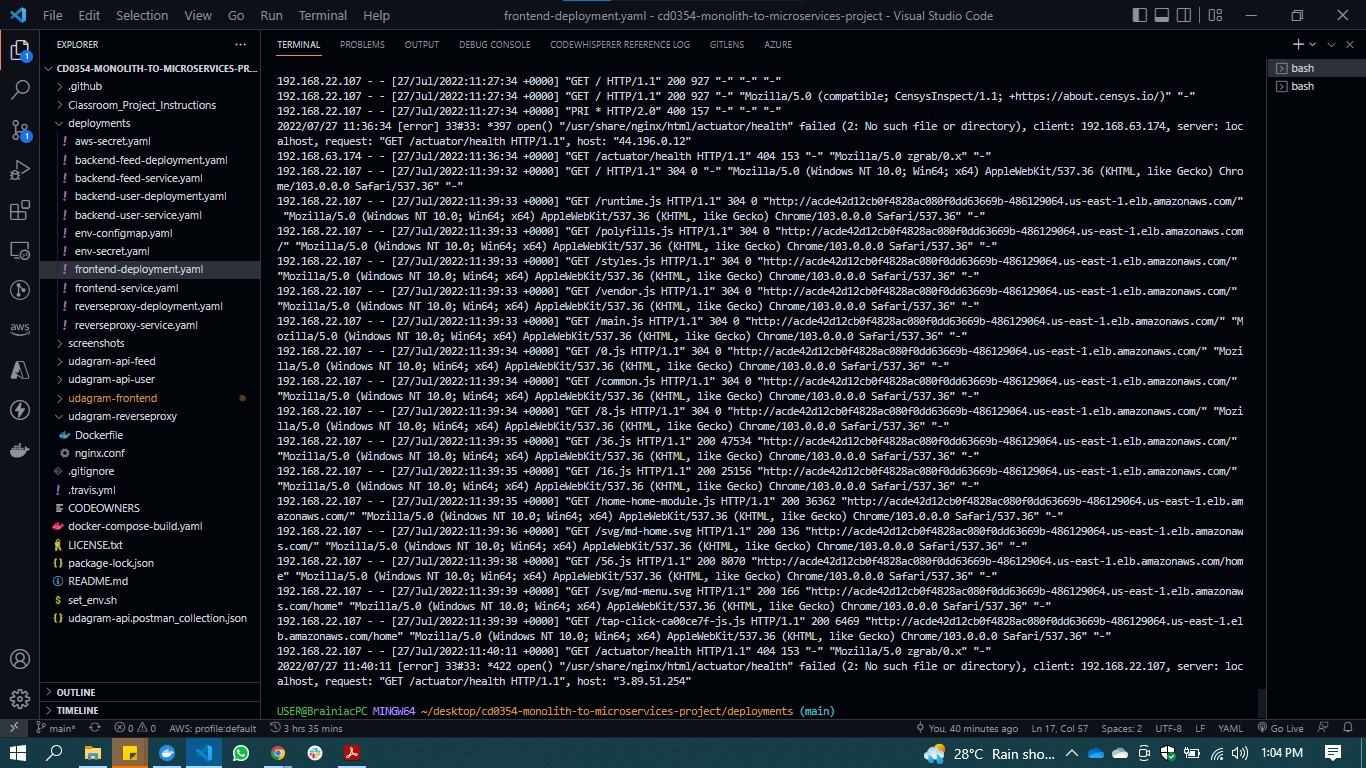 File Edit Selection View Go Run Terminal Help
frontend-deployment.yaml - cd0354-monolith-to-microservices-project - Visual Studio Code
EXPLORER
CD0354-MONOLITH-TO-MICROSERVICES-PR...
.github
Classroom_Project_Instructions
deployments
! aws-secret.yaml
! backend-feed-deployment.yaml
! backend-feed-service.yaml
! backend-user-deployment.yaml
! backend-user-service.yaml
! env-configmap.yaml
! env-secret.yaml
! frontend-deployment.yaml
! frontend-service.yaml
! reverseproxy-deployment.yaml
! reverseproxy-service.yaml
screenshots
udagram-api-feed
udagram-api-user
udagram-frontend
udagram-reverseproxy
Dockerfile
nginx.conf
.gitignore
! .travis.yml
CODEOWNERS
docker-compose-build.yaml
LICENSE.txt
{} package-lock.json
README.md
$ set_env.sh
{} udagram-api.postman_collection.json
OUTLINE
TIMELINE
1
1
aws
TERMINAL PROBLEMS OUTPUT DEBUG CONSOLE CODEWHISPERER REFERENCE LOG GITLENS AZURE
192.168.22.107 - - [27/Jul/2022:11:27:34 +0000] "GET / HTTP/1.1" 200 927 "-" "-" "-"
192.168.22.107 - - [27/Jul/2022:11:27:34 +0000] "GET / HTTP/1.1" 200 927 "-" "Mozilla/5.0 (compatible; CensysInspect/1.1; +https://about.censys.io/)" "-"
192.168.22.107 - - [27/Jul/2022:11:27:34 +0000] "PRI * HTTP/2.0" 400 157 "-" "-" "-"
2022/07/27 11:36:34 [error] 33#33: *397 open() "/usr/share/nginx/html/actuator/health" failed (2: No such file or directory), client: 192.168.63.174, server: loc
alhost, request: "GET /actuator/health HTTP/1.1", host: "44.196.0.12"
192.168.63.174 - - [27/Jul/2022:11:36:34 +0000] "GET /actuator/health HTTP/1.1" 404 153 "-" "Mozilla/5.0 zgrab/0.x" "-"
192.168.22.107 - - [27/Jul/2022:11:39:32 +0000] "GET / HTTP/1.1" 304 0 "-" "Mozilla/5.0 (Windows NT 10.0; Win64; x64) AppleWebKit/537.36 (KHTML, like Gecko) Chro
me/103.0.0.0 Safari/537.36" "-"
192.168.22.107 - - [27/Jul/2022:11:39:33 +0000] "GET /runtime.js HTTP/1.1" 304 0 "http://acde42d12cb0f4828ac080f0dd63669b-486129064.us-east-1.elb.amazonaws.com/"
"Mozilla/5.0 (Windows NT 10.0; Win64; x64) AppleWebKit/537.36 (KHTML, like Gecko) Chrome/103.0.0.0 Safari/537.36" "-"
192.168.22.107 - - [27/Jul/2022:11:39:33 +0000] "GET /polyfills.js HTTP/1.1" 304 0 "http://acde42d12cb0f4828ac080f0dd63669b-486129064.us-east-1.elb.amazonaws.com
/" "Mozilla/5.0 (Windows NT 10.0; Win64; x64) AppleWebKit/537.36 (KHTML, like Gecko) Chrome/103.0.0.0 Safari/537.36" "-"
192.168.22.107 - - [27/Jul/2022:11:39:33 +0000] "GET /styles.js HTTP/1.1" 304 0 "http://acde42d12cb0f4828ac080f0dd63669b-486129064.us-east-1.elb.amazonaws.com/"
"Mozilla/5.0 (Windows NT 10.0; Win64; x64) AppleWebKit/537.36 (KHTML, like Gecko) Chrome/103.0.0.0 Safari/537.36" "-"
192.168.22.107 - - [27/Jul/2022:11:39:33 +0000] "GET /vendor.js HTTP/1.1" 304 0 "http://acde42d12cb0f4828ac080f0dd63669b-486129064.us-east-1.elb.amazonaws.com/"
"Mozilla/5.0 (Windows NT 10.0; Win64; x64) AppleWebKit/537.36 (KHTML, like Gecko) Chrome/103.0.0.0 Safari/537.36" "-"
192.168.22.107 - - [27/Jul/2022:11:39:33 +0000] "GET /main.js HTTP/1.1" 304 0 "http://acde42d12cb0f4828ac080f0dd63669b-486129064.us-east-1.elb.amazonaws.com/" "M
ozilla/5.0 (Windows NT 10.0; Win64; x64) AppleWebKit/537.36 (KHTML, like Gecko) Chrome/103.0.0.0 Safari/537.36" "-"
192.168.22.107 - - [27/Jul/2022:11:39:34 +0000] "GET /0.js HTTP/1.1" 304 0 "http://acde42d12cb0f4828ac080f0dd63669b-486129064.us-east-1.elb.amazonaws.com/" "Mozi
lla/5.0 (Windows NT 10.0; Win64; x64) AppleWebKit/537.36 (KHTML, like Gecko) Chrome/103.0.0.0 Safari/537.36" "-"
192.168.22.107 - - [27/Jul/2022:11:39:34 +0000] "GET /common.js HTTP/1.1" 304 0 "http://acde42d12cb0f4828ac080f0dd63669b-486129064.us-east-1.elb.amazonaws.com/"
"Mozilla/5.0 (Windows NT 10.0; Win64; x64) AppleWebKit/537.36 (KHTML, like Gecko) Chrome/103.0.0.0 Safari/537.36" "-"
192.168.22.107 - - [27/Jul/2022:11:39:34 +0000] "GET /8.js HTTP/1.1" 304 0 "http://acde42d12cb0f4828ac080f0dd63669b-486129064.us-east-1.elb.amazonaws.com/" "Mozi
lla/5.0 (Windows NT 10.0; Win64; x64) AppleWebKit/537.36 (KHTML, like Gecko) Chrome/103.0.0.0 Safari/537.36" "-"
192.168.22.107 - - [27/Jul/2022:11:39:35 +0000] "GET /36.js HTTP/1.1" 200 47534 "http://acde42d12cb0f4828ac080f0dd63669b-486129064.us-east-1.elb.amazonaws.com/"
"Mozilla/5.0 (Windows NT 10.0; Win64; x64) AppleWebKit/537.36 (KHTML, like Gecko) Chrome/103.0.0.0 Safari/537.36" "-"
192.168.22.107 - - [27/Jul/2022:11:39:35 +0000] "GET /16.js HTTP/1.1" 200 25156 "http://acde42d12cb0f4828ac080f0dd63669b-486129064.us-east-1.elb.amazonaws.com/"
"Mozilla/5.0 (Windows NT 10.0; Win64; x64) AppleWebKit/537.36 (KHTML, like Gecko) Chrome/103.0.0.0 Safari/537.36" "-"
192.168.22.107 - - [27/Jul/2022:11:39:35 +0000] "GET /home-home-module.js HTTP/1.1" 200 36362 "http://acde42d12cb0f4828ac080f0dd63669b-486129064.us-east-1.elb.am
azonaws.com/" "Mozilla/5.0 (Windows NT 10.0; Win64; x64) AppleWebKit/537.36 (KHTML, like Gecko) Chrome/103.0.0.0 Safari/537.36" "-"
192.168.22.107 - - [27/Jul/2022:11:39:36 +0000] "GET /svg/md-home.svg HTTP/1.1" 200 136 "http://acde42d12cb0f4828ac080f0dd63669b-486129064.us-east-1.elb.amazonaw
s.com/" "Mozilla/5.0 (Windows NT 10.0; Win64; x64) AppleWebKit/537.36 (KHTML, like Gecko) Chrome/103.0.0.0 Safari/537.36" "-"
192.168.22.107 - - [27/Jul/2022:11:39:38 +0000] "GET /56.js HTTP/1.1" 200 8070 "http://acde42d12cb0f4828ac080f0dd63669b-486129064.us-east-1.elb.amazonaws.com/hom
e" "Mozilla/5.0 (Windows NT 10.0; Win64; x64) AppleWebKit/537.36 (KHTML, like Gecko) Chrome/103.0.0.0 Safari/537.36" "-"
192.168.22.107 - - [27/Jul/2022:11:39:39 +0000] "GET /svg/md-menu.svg HTTP/1.1" 200 166 "http://acde42d12cb0f4828ac080f0dd63669b-486129064.us-east-1.elb.amazonaw
s.com/home" "Mozilla/5.0 (Windows NT 10.0; Win64; x64) AppleWebKit/537.36 (KHTML, like Gecko) Chrome/103.0.0.0 Safari/537.36" "-"
192.168.22.107 - - [27/Jul/2022:11:39:39 +0000] "GET /tap-click-ca00ce7f-js.js HTTP/1.1" 200 6469 "http://acde42d12cb0f4828ac080f0dd63669b-486129064.us-east-1.el
b.amazonaws.com/home" "Mozilla/5.0 (Windows NT 10.0; Win64; x64) AppleWebKit/537.36 (KHTML, like Gecko) Chrome/103.0.0.0 Safari/537.36" "-"
192.168.22.107 - - [27/Jul/2022:11:40:11 +0000] "GET /actuator/health HTTP/1.1" 404 153 "-" "Mozilla/5.0 zgrab/0.x" "-"
2022/07/27 11:40:11 [error] 33#33: *422 open() "/usr/share/nginx/html/actuator/health" failed (2: No such file or directory), client: 192.168.22.107, server: loc
alhost, request: "GET /actuator/health HTTP/1.1", host: "3.89.51.254"
USER@BrainiacPC MINGW64 ~/desktop/cd0354-monolith-to-microservices-project/deployments (main)
bash
bash
main* 0 0 AWS: profile:default 3 hrs 35 mins
You, 40 minutes ago Ln 17, Col 57 Spaces: 2 UTF-8 LF YAML Go Live
28°C Rain sho... 1:04 PM